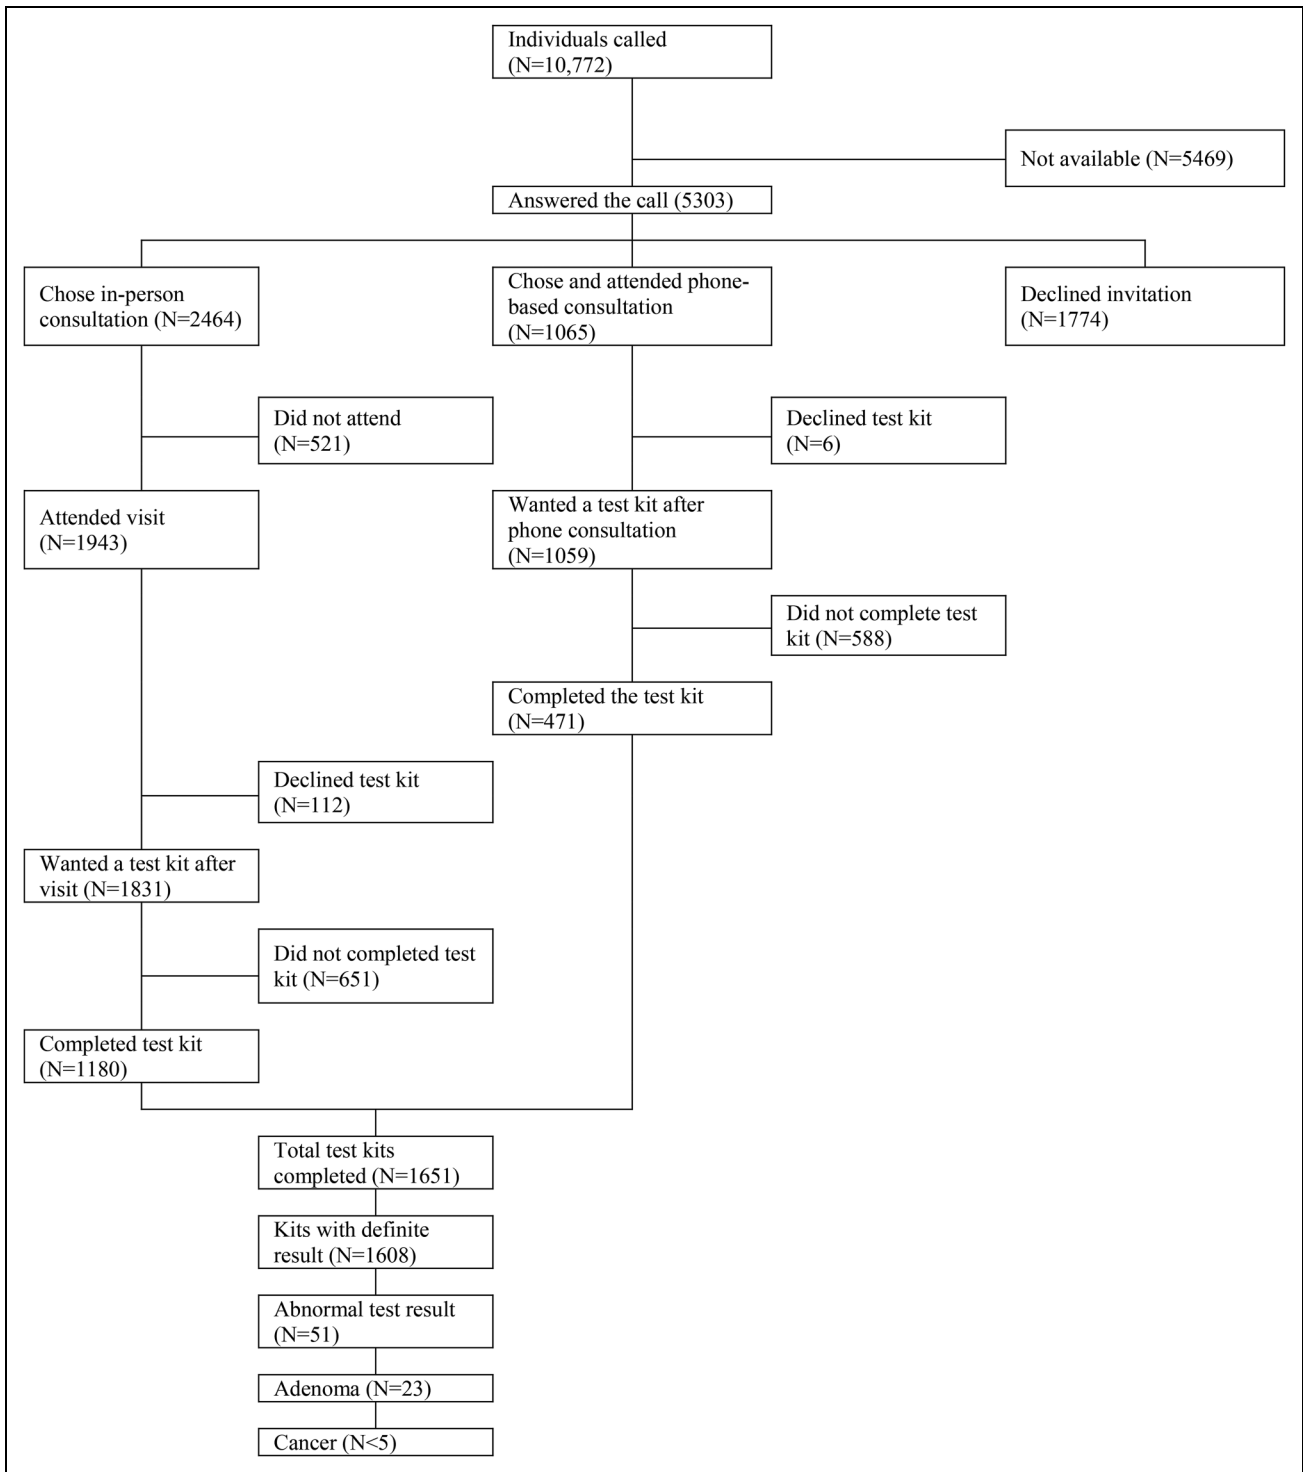 Individuals called
(N=10,772)
Not available (N=5469)
Answered the call (5303)
Chose in-person
consultation (N=2464)
Chose and attended phone-
based consultation
(N=1065)
Declined invitation
(N=1774)
Did not attend
(N=521)
Declined test kit
(N=6)
Attended visit
(N=1943)
Wanted a test kit after
phone consultation
(N=1059)
Did not complete test
kit (N=588)
Completed the test kit
(N=471)
Declined test kit
(N=112)
Wanted a test kit after
visit (N=1831)
Did not completed test
kit (N=651)
Completed test kit
(N=1180)
Total test kits
completed (N=1651)
Kits with definite
result (N=1608)
Abnormal test result
(N=51)
Adenoma (N=23)
Cancer (N<5)